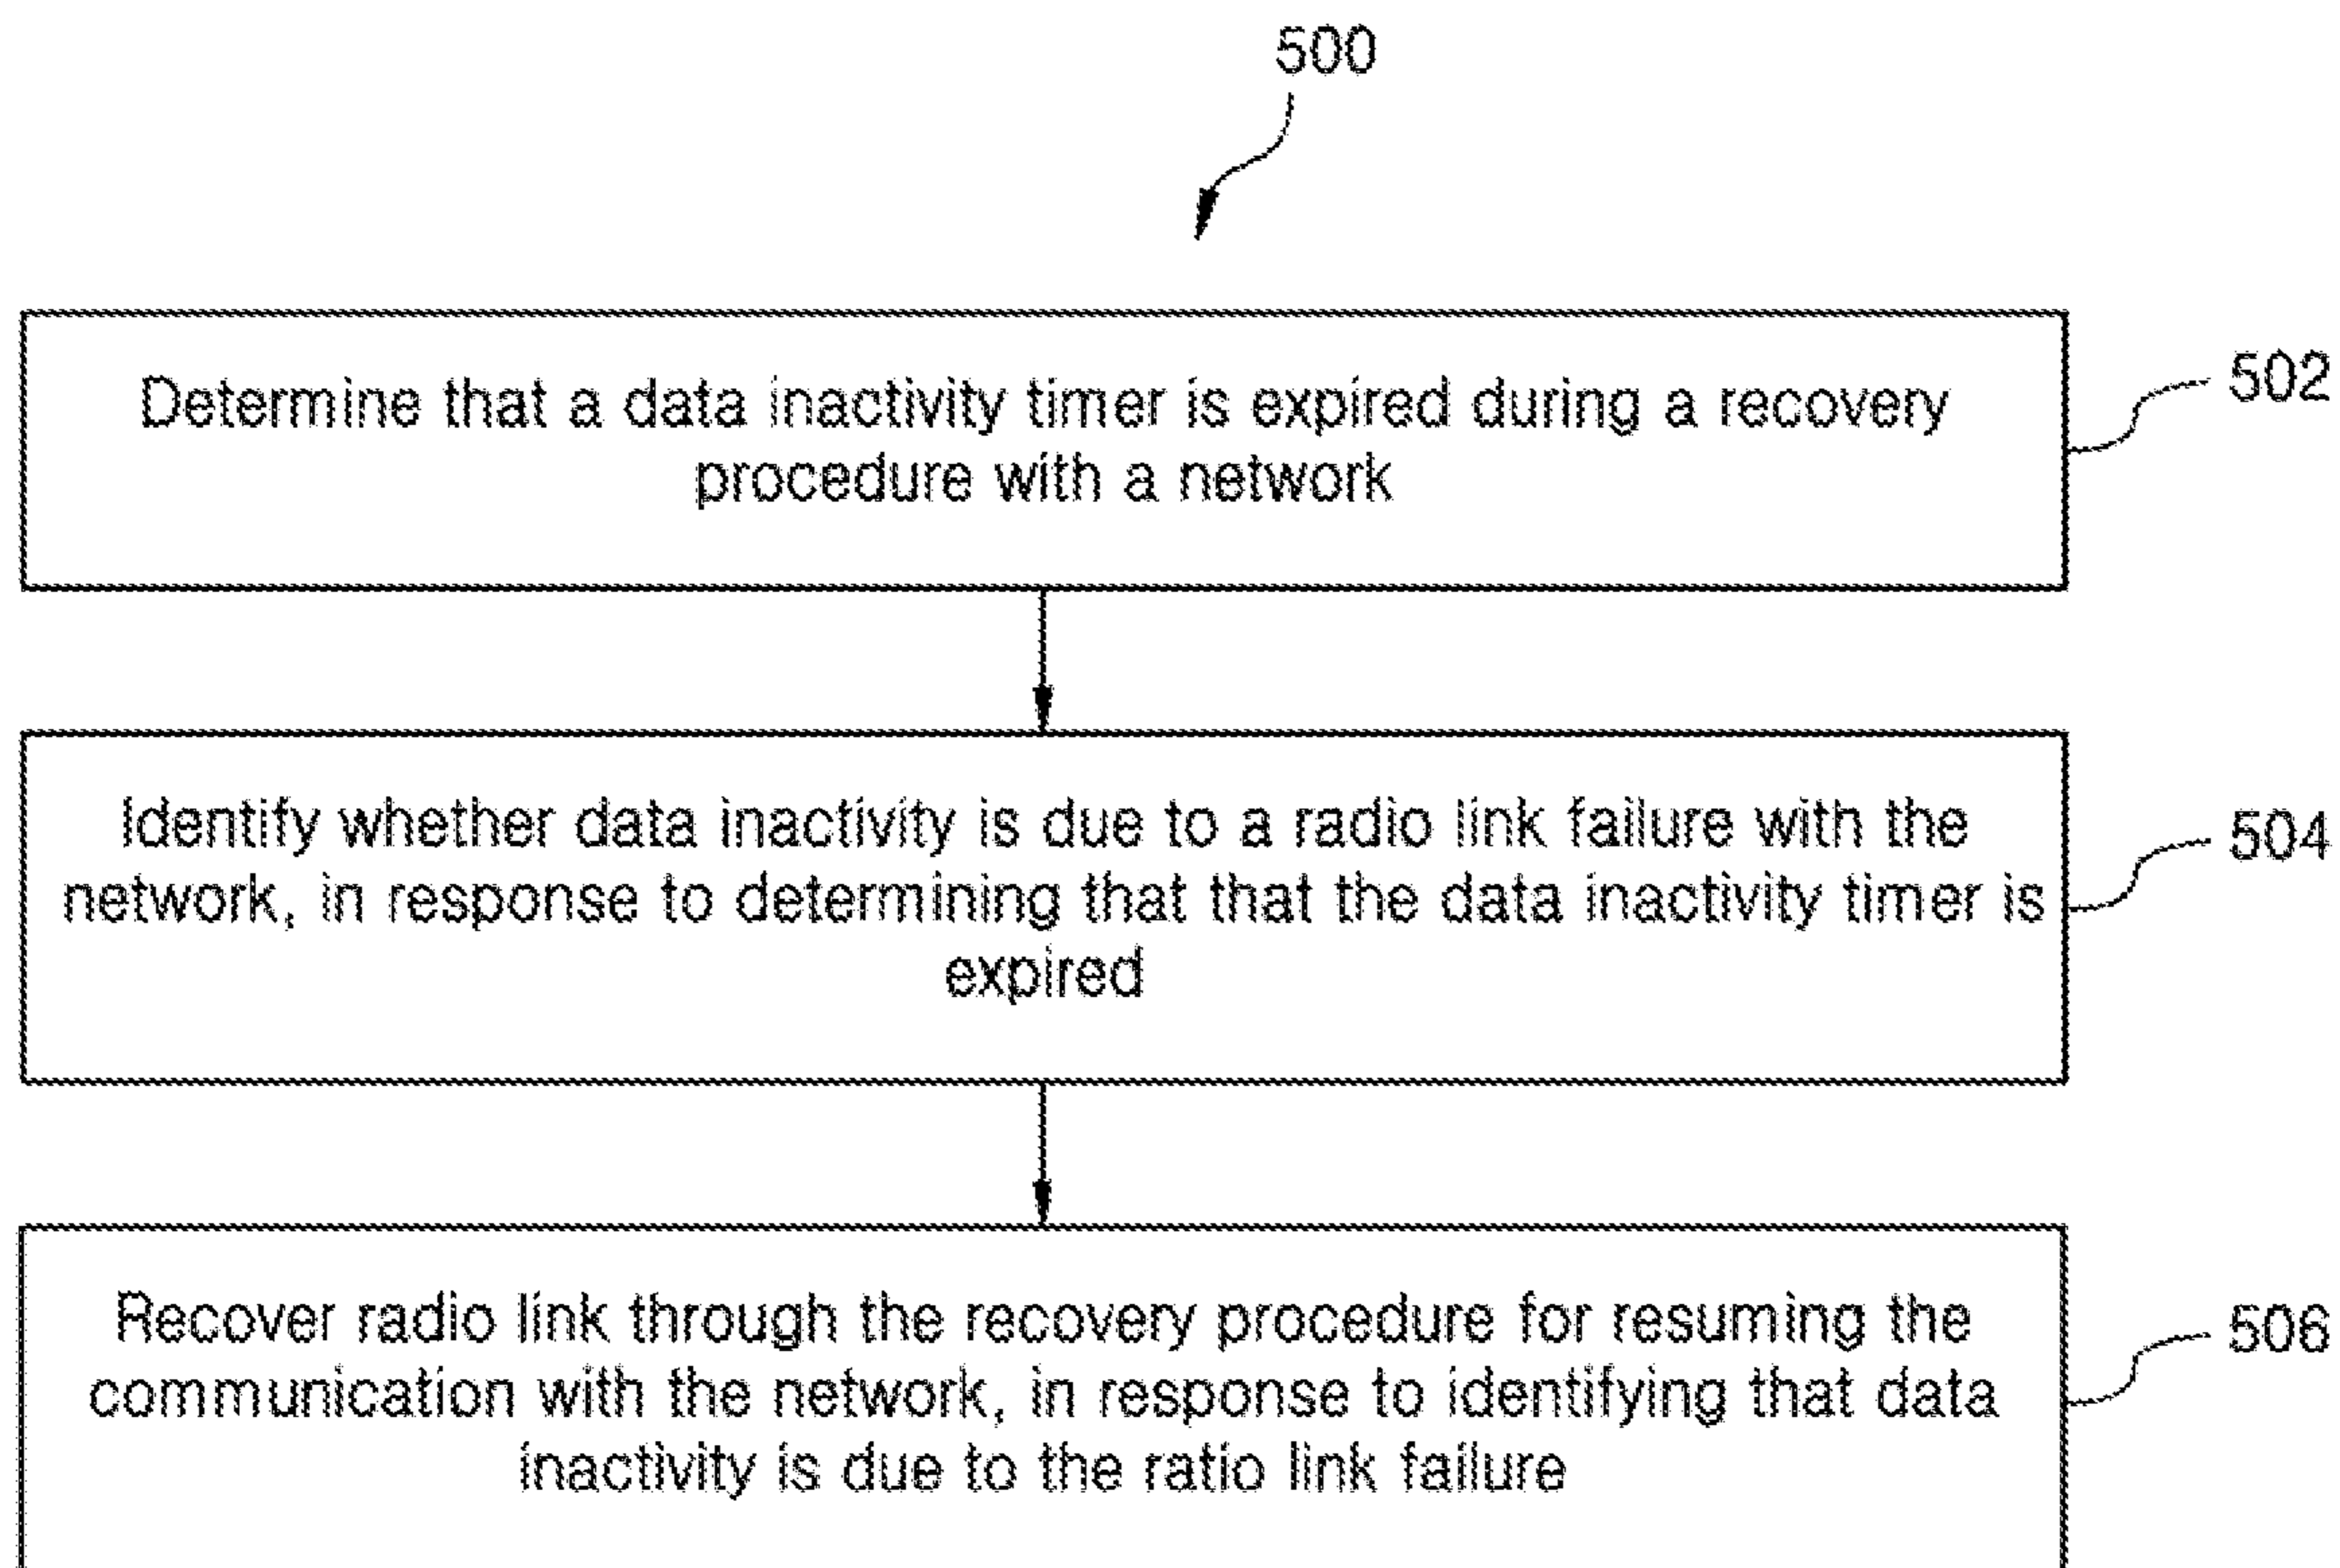 500
Determine that a data inactivity timer is expired during a recovery
procedure with a network
502
Identify whether data inactivity is due to a radio link failure with the
network, in response to determining that that the data inactivity timer is
expired
504
Recover radio link through the recovery procedure for resuming the
communication with the network, in response to identifying that data
inactivity is due to the ratio link failure
506